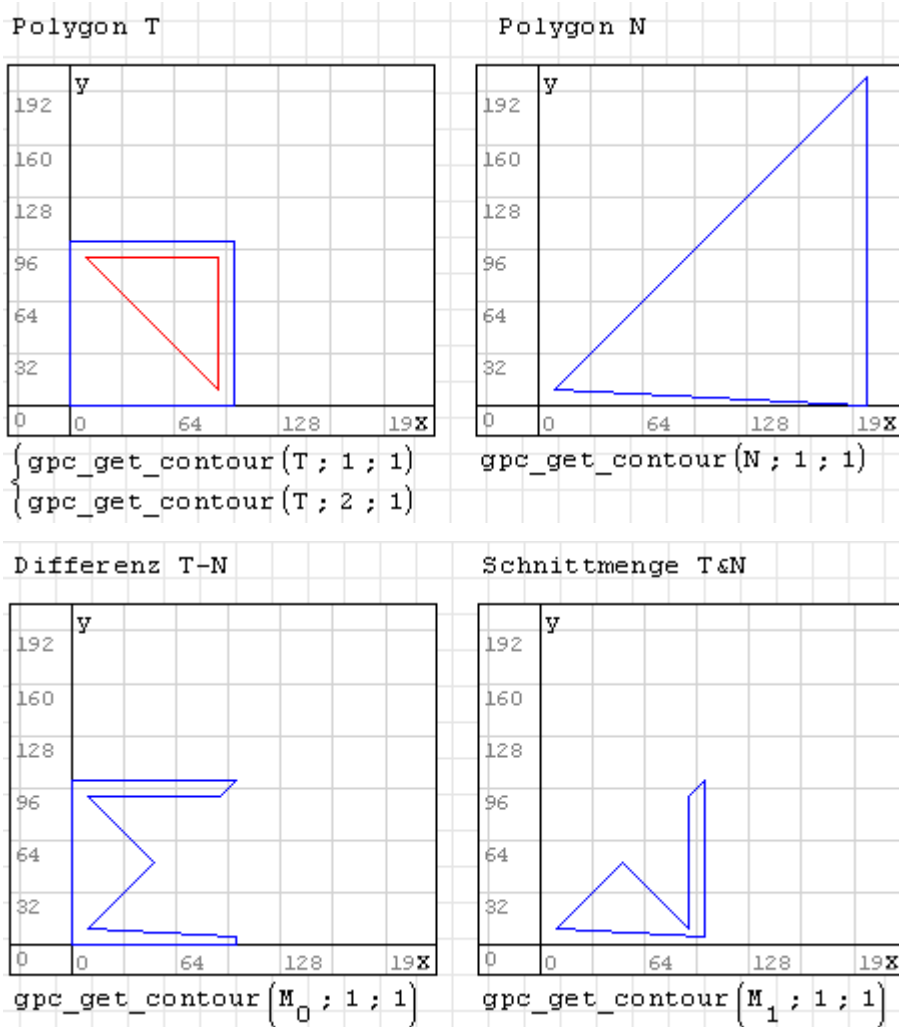 Polygon T
Polygon N
y
192
160
128
96
64
32
0
0 64 128 19x
y
192
160
128
96
64
32
0
0 64 128 19x
gpc_get_contour(T ; 1 ; 1)
gpc_get_contour(T ; 2 ; 1)
gpc_get_contour(N ; 1 ; 1)
Differenz T-N
Schnittmenge T&N
y
192
160
128
96
64
32
0
0 64 128 19x
y
192
160
128
96
64
32
0
0 64 128 19x
gpc_get_contour(M_0 ; 1 ; 1)
gpc_get_contour(M_1 ; 1 ; 1)